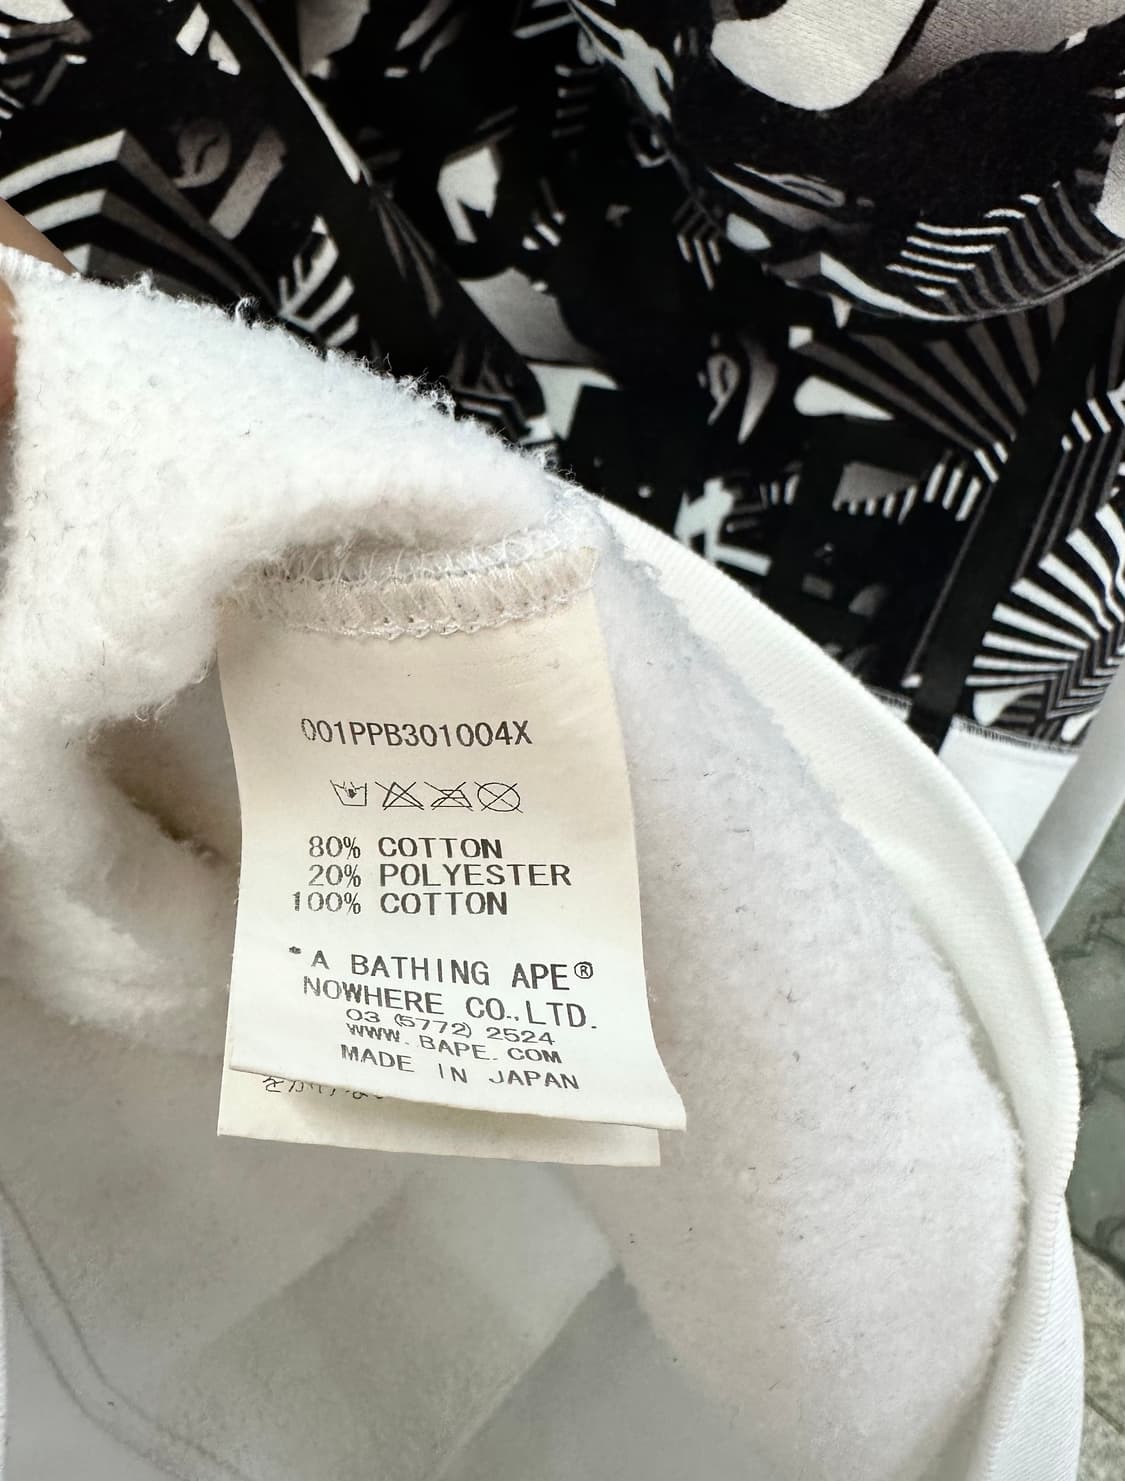 001PPB301004X
80% COTTON
20% POLYESTER
100% COTTON
*A BATHING APE®
NOWHERE CO.,LTD.
03 (5772) 2524
WWW. BAPE. COM
MADE IN JAPAN